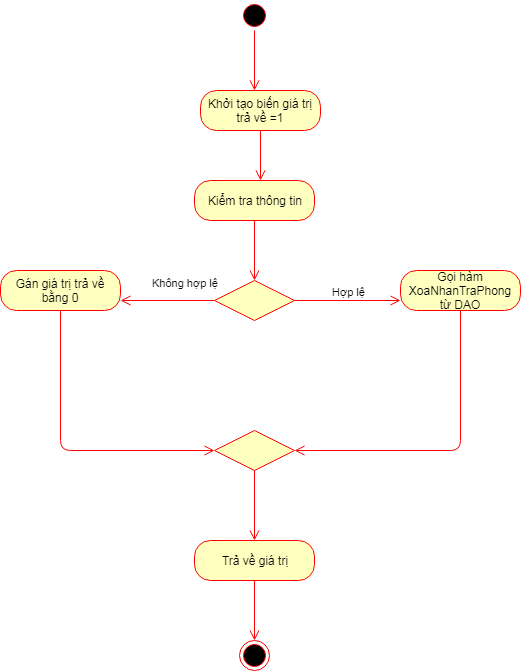 Khởi tạo biến giá trị
trả về =1
Kiểm tra thông tin
Không hợp lệ
Hợp lệ
Gán giá trị trả về
bằng 0
Gọi hàm
XoaNhanTraPhong
từ DAO
Trả về giá trị